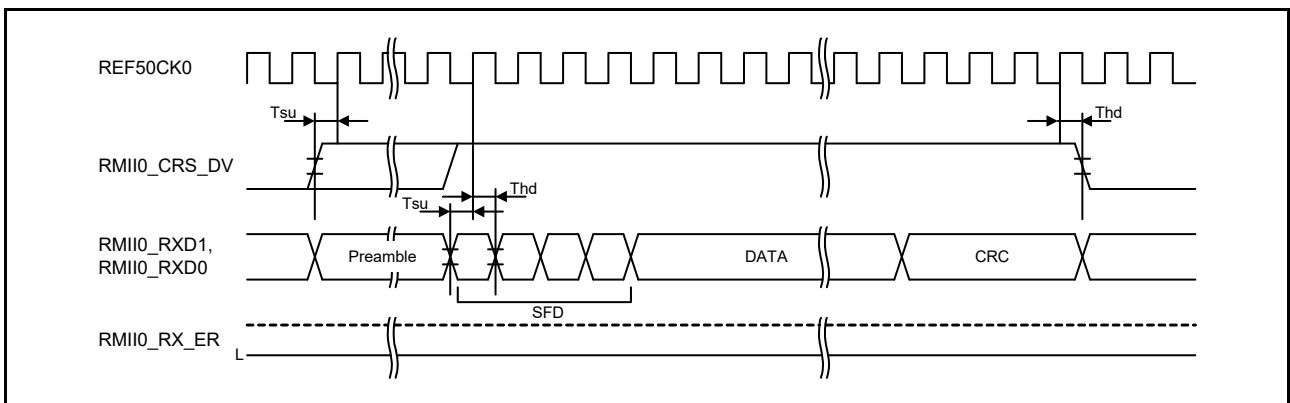 REF50CK0
Tsu
Thd
RMII0_CRS_DV
Thd
Tsu
RMII0_RXD1,
RMII0_RXD0
Preamble
DATA
CRC
SFD
RMII0_RX_ER
L